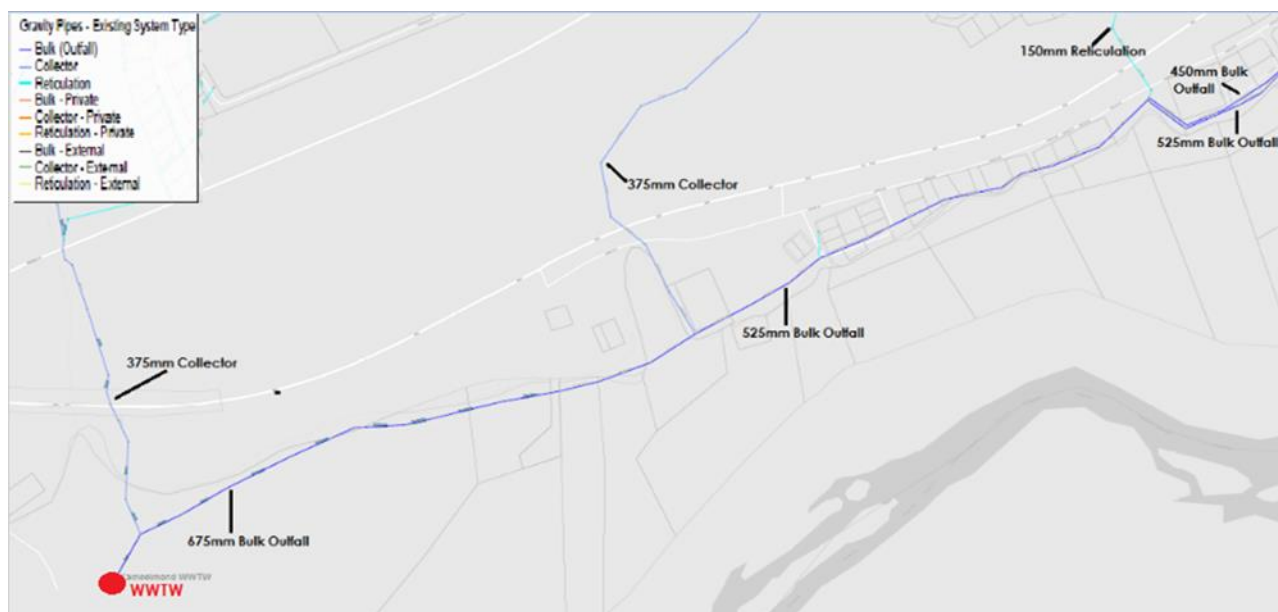 Gravity Pipes - Existing System Type
Bulk (Outfall)
Collector
Reticulation
Bulk - Private
Collector - Private
Reticulation - Private
Bulk - External
Collector - External
Reticulation - External
150mm Reticulation
450mm Bulk
Outfall
525mm Bulk Outfall
375mm Collector
525mm Bulk Outfall
375mm Collector
675mm Bulk Outfall
WWTW
WWTW